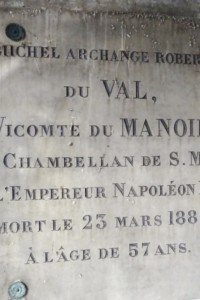 MICHEL ARCHANGE ROBER
DU VAL,
VICOMTE DU MANOI
CHAMBELLAN DE S.M
L'EMPEREUR NAPOLÉON
MORT LE 23 MARS 188
À L'ÂGE DE 57 ANS.